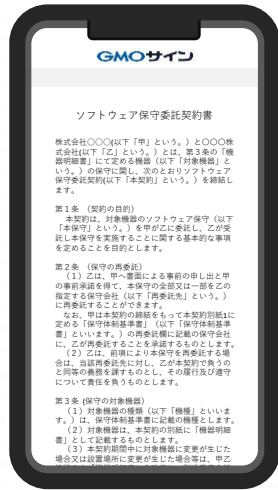 GMOサイン
ソフトウェア保守委託契約書
株式会社○○○(以下「甲」という。）と○○○株
式会社(以下「乙」という。）とは、第３条の「機
器明細書」にて定める機器（以下「対象機器」と
いう。）の保守に関し、次のとおりソフトウェア
保守委託契約(以下「本契約」という。）を締結し
ます。
第１条　（契約の目的）
　本契約は、対象機器のソフトウェア保守（以下
「本保守」という。）を甲が乙に委託し、乙が受
託し本保守を実施することに関する基本的な事項
を定めることを目的とします。
第２条　（保守の再委託）
　（１）乙は、甲へ書面による事前の申し出と甲
の事前承諾を得て、本保守の全部又は一部を乙の
指定する保守会社（以下「再委託先」という。）
に再委託することができます。
　なお、甲は本契約の締結をもって本契約別紙1に
定める「保守体制基準書」（以下「保守体制基準
書」といいます。）の再委託欄に記載の保守会社
に、乙が再委託することを承諾するものとします。
　（２）乙は、前項により本保守を再委託する場
合は、当該再委託先に対し、乙が本契約で負うの
と同等の義務を課すものとし、その履行及び遵守
について責任を負うものとします。
第３条 (保守の対象機器）
　（１）対象機器の種類（以下「機種」といいま
す。）は、保守体制基準書に記載の機種とします。
　（２）対象機器は、本契約の別紙に「機器明細
書」として記載するものとします。
　（３）本契約期間中に対象機器に変更が生じた
場合又は設置場所に変更が生じた場合等は、甲乙